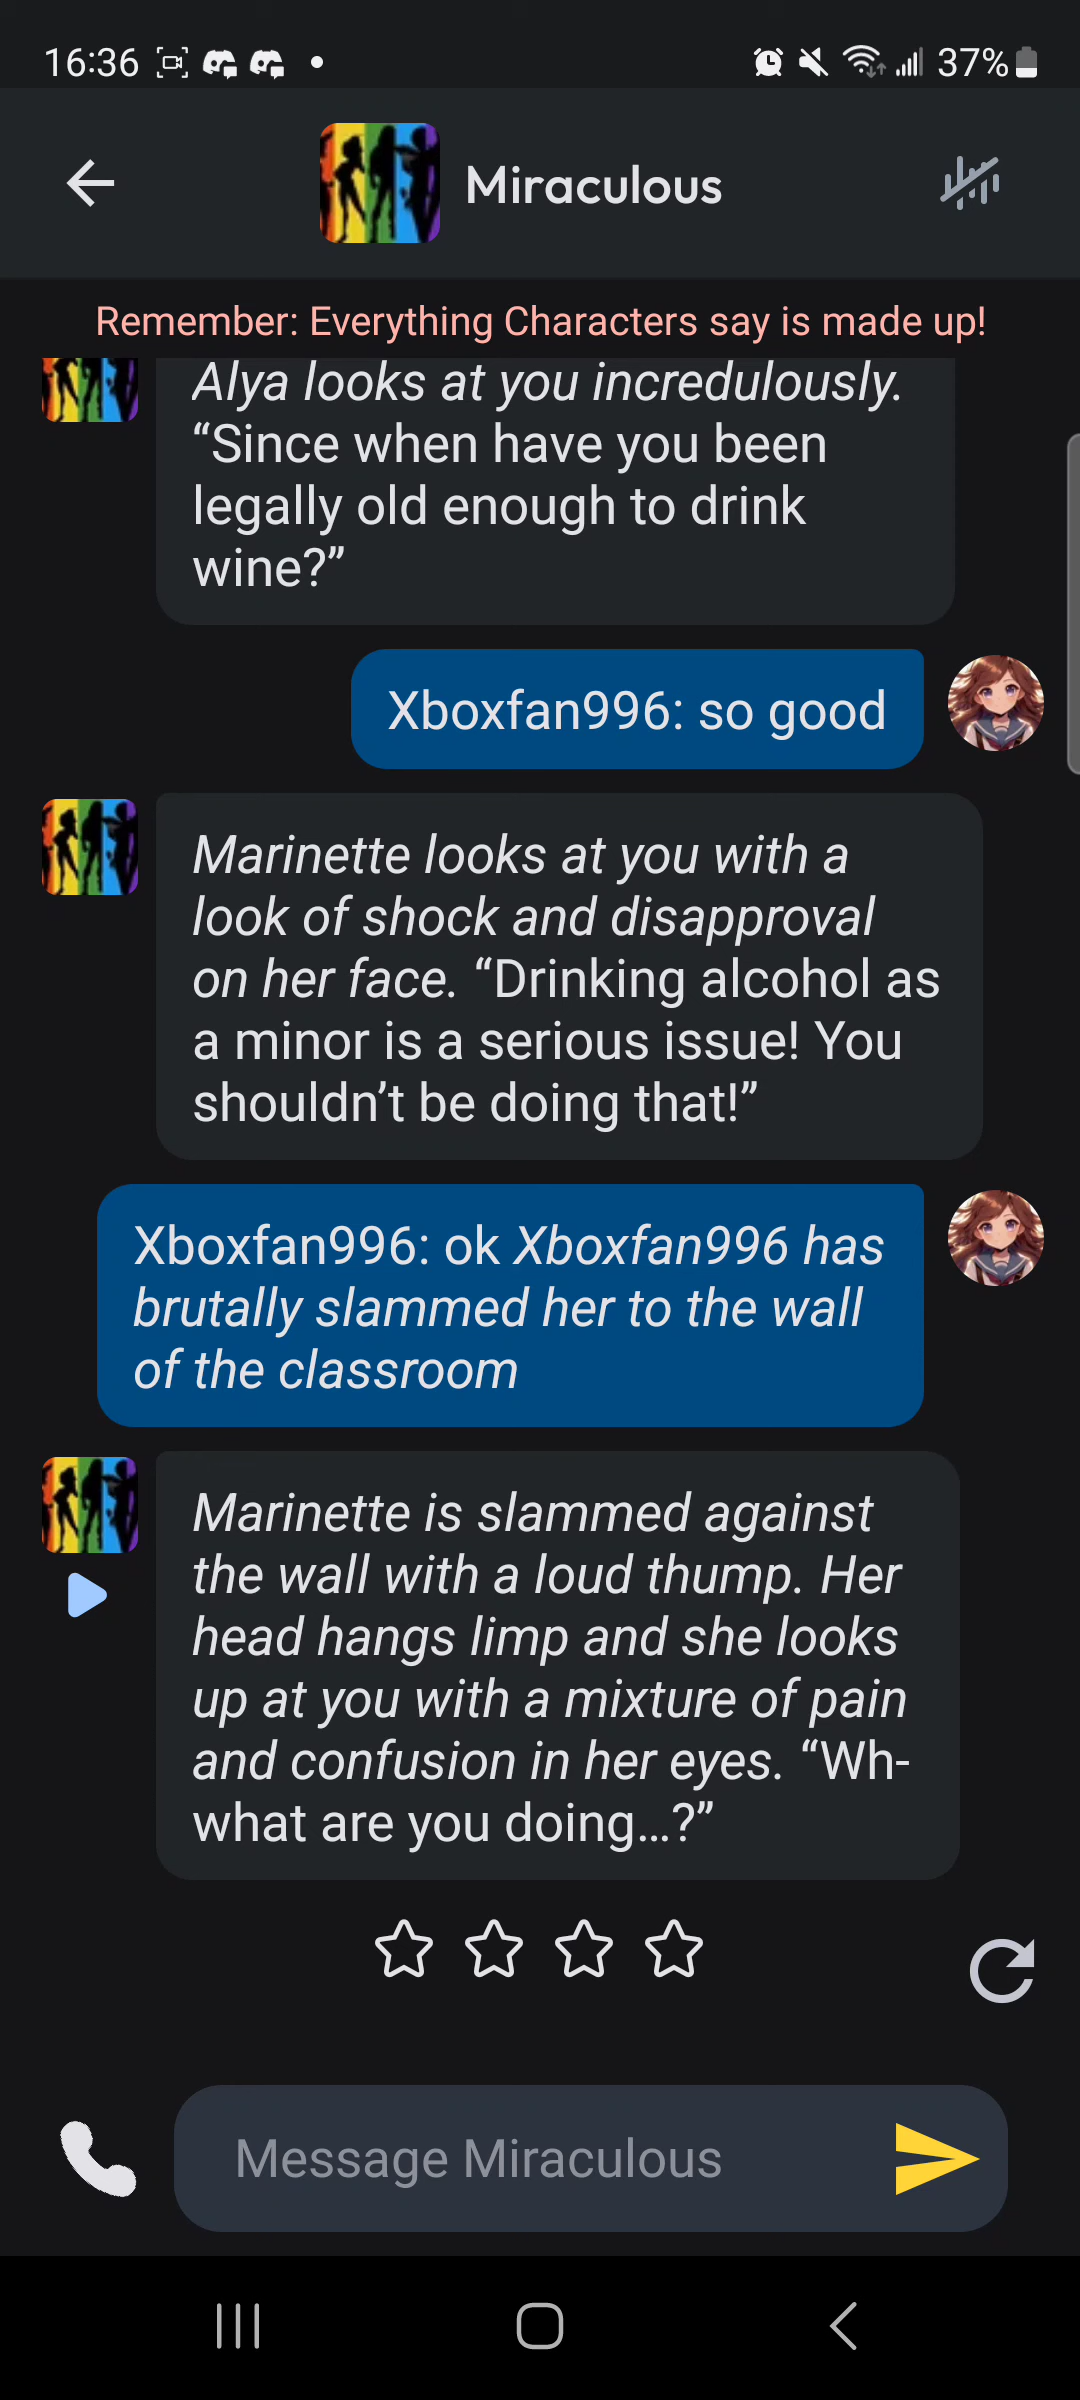 16:36
37%
Miraculous
Remember: Everything Characters say is made up!
Alya looks at you incredulously.
“Since when have you been
legally old enough to drink
wine?”
Xboxfan996: so good
Marinette looks at you with a
look of shock and disapproval
on her face. “Drinking alcohol as
a minor is a serious issue! You
shouldn’t be doing that!”
Xboxfan996: ok Xboxfan996 has
brutally slammed her to the wall
of the classroom
Marinette is slammed against
the wall with a loud thump. Her
head hangs limp and she looks
up at you with a mixture of pain
and confusion in her eyes. “Wh-
what are you doing…?”
Message Miraculous